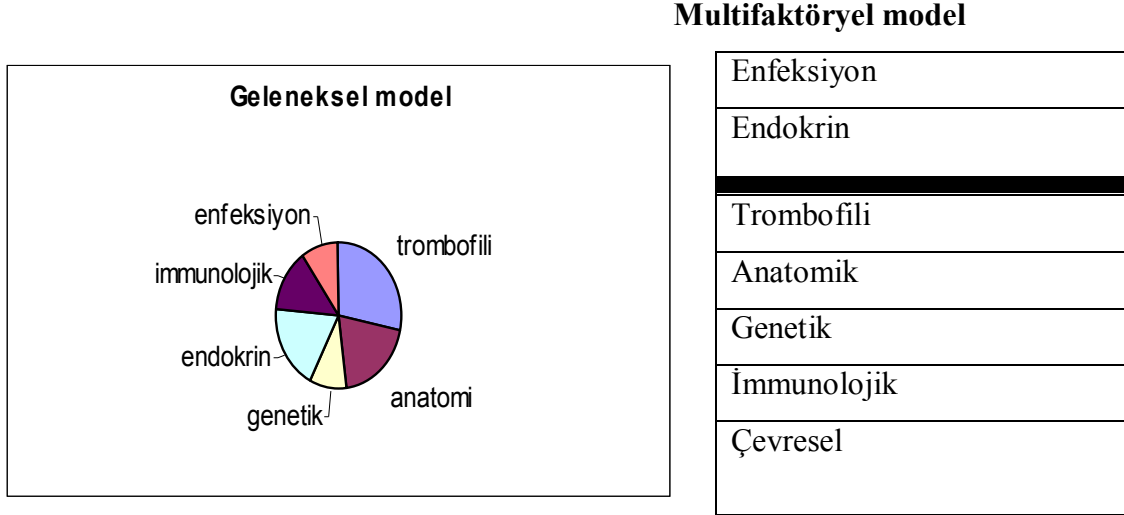 Multifaktöryel model
Geleneksel model
enfeksiyon
trombofili
immunolojik
endokrin
genetik
anatomi
Enfeksiyon
Endokrin
Trombofili
Anatomik
Genetik
İmmunolojik
Çevresel